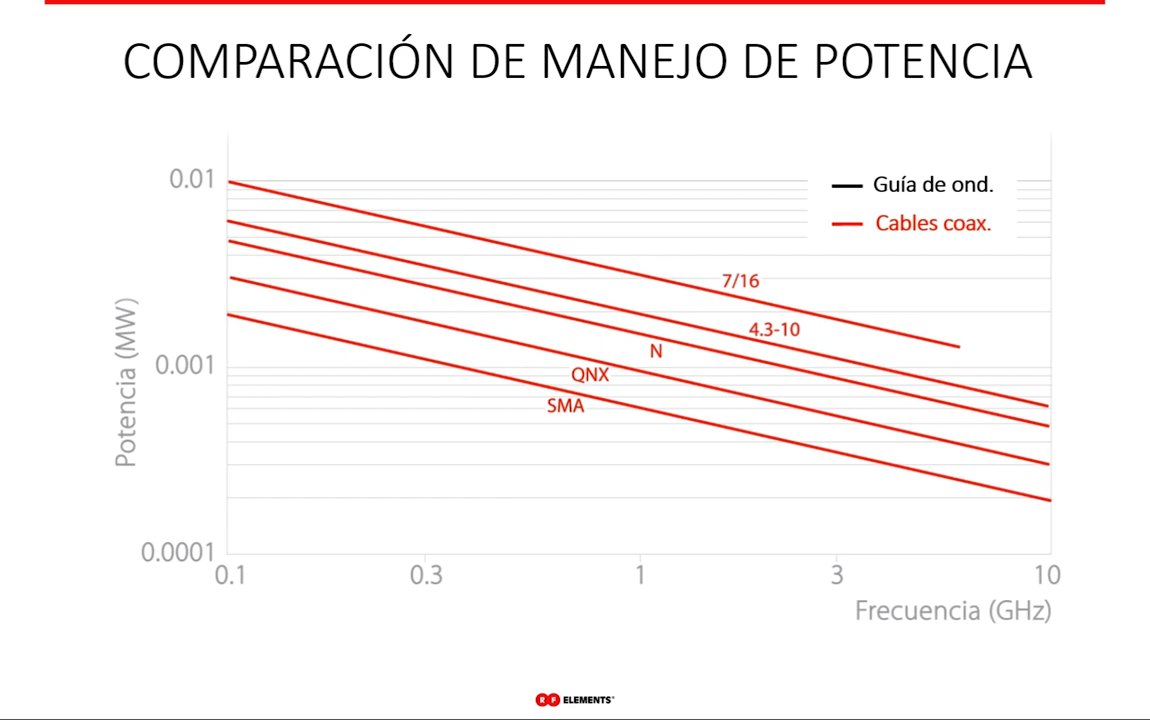 COMPARACIÓN DE MANEJO DE POTENCIA
0.01
Guía de ond.
Cables coax.
7/16
4.3-10
N
QNX
SMA
Potencia (MW)
0.001
0.0001
0.1 0.3 1 3 10
Frecuencia (GHz)
RF ELEMENTS